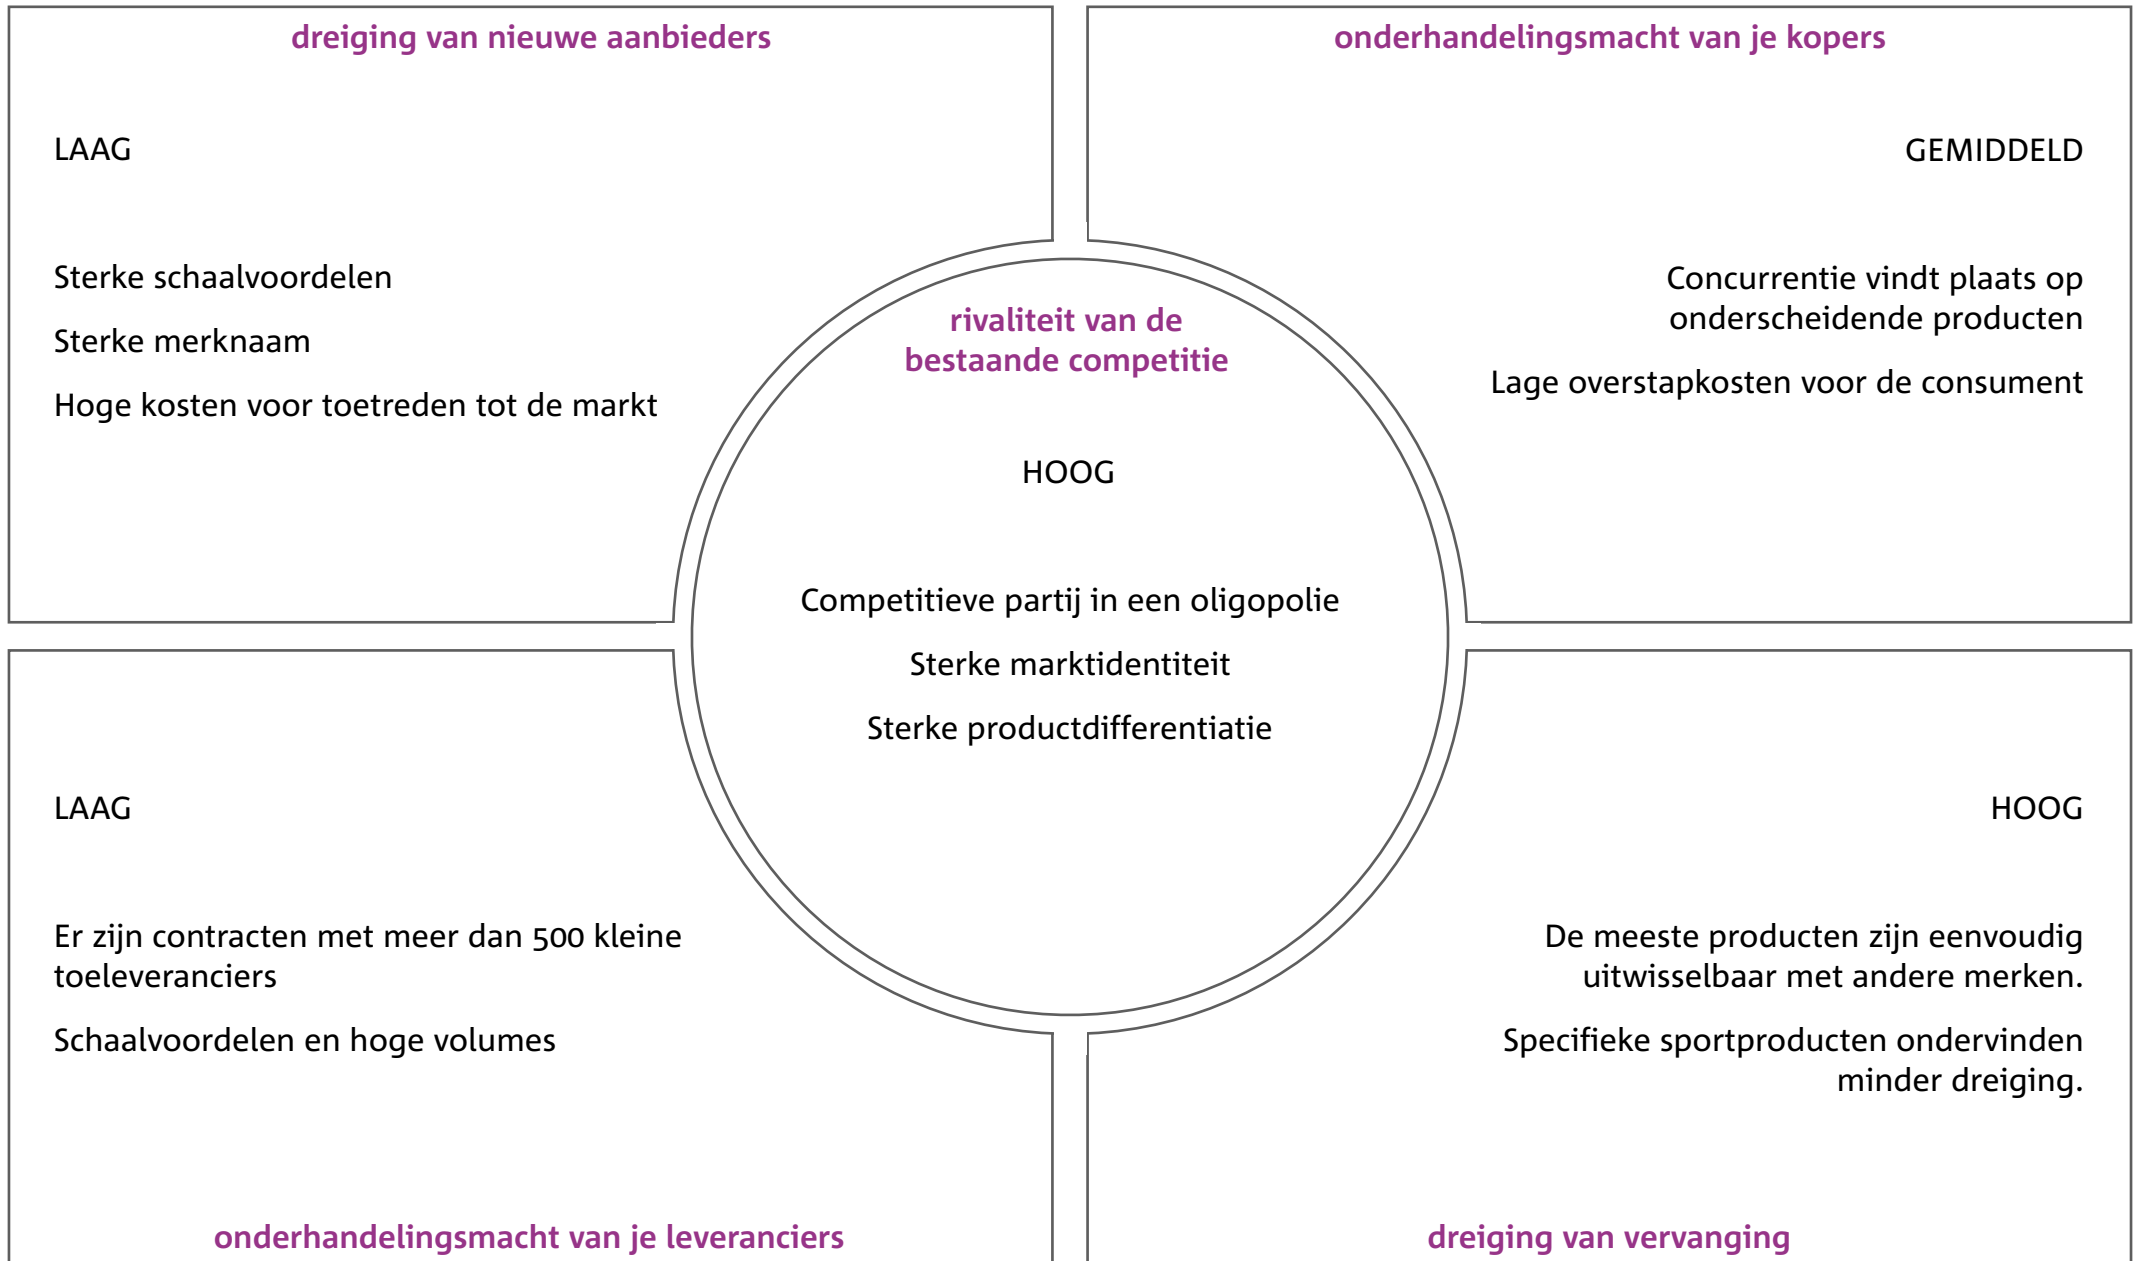 dreiging van nieuwe aanbieders
LAAG
Sterke schaalvoordelen
Sterke merknaam
Hoge kosten voor toetreden tot de markt
onderhandelingsmacht van je kopers
GEMIDDELD
Concurrentie vindt plaats op
onderscheidende producten
Lage overstapkosten voor de consument
rivaliteit van de
bestaande competitie
HOOG
Competitieve partij in een oligopolie
Sterke marktidentiteit
Sterke productdifferentiatie
LAAG
Er zijn contracten met meer dan 500 kleine
toeleveranciers
Schaalvoordelen en hoge volumes
onderhandelingsmacht van je leveranciers
HOOG
De meeste producten zijn eenvoudig
uitwisselbaar met andere merken.
Specifieke sportproducten ondervinden
minder dreiging.
dreiging van vervanging